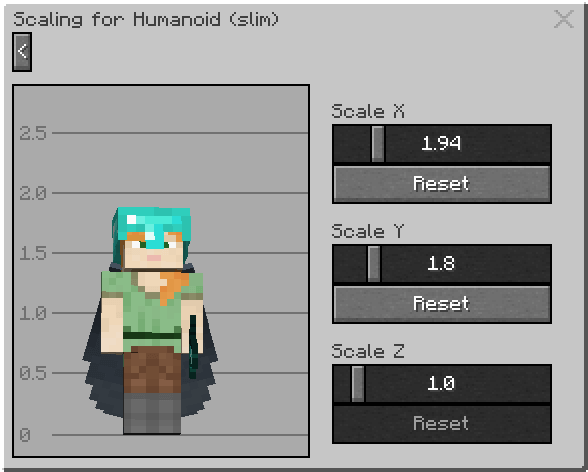 Scaling for Humanoid (slim)
<
2.5
2.0
1.5
1.0
0.5
0
Scale X
1.94
Reset
Scale Y
1.8
Reset
Scale Z
1.0
Reset